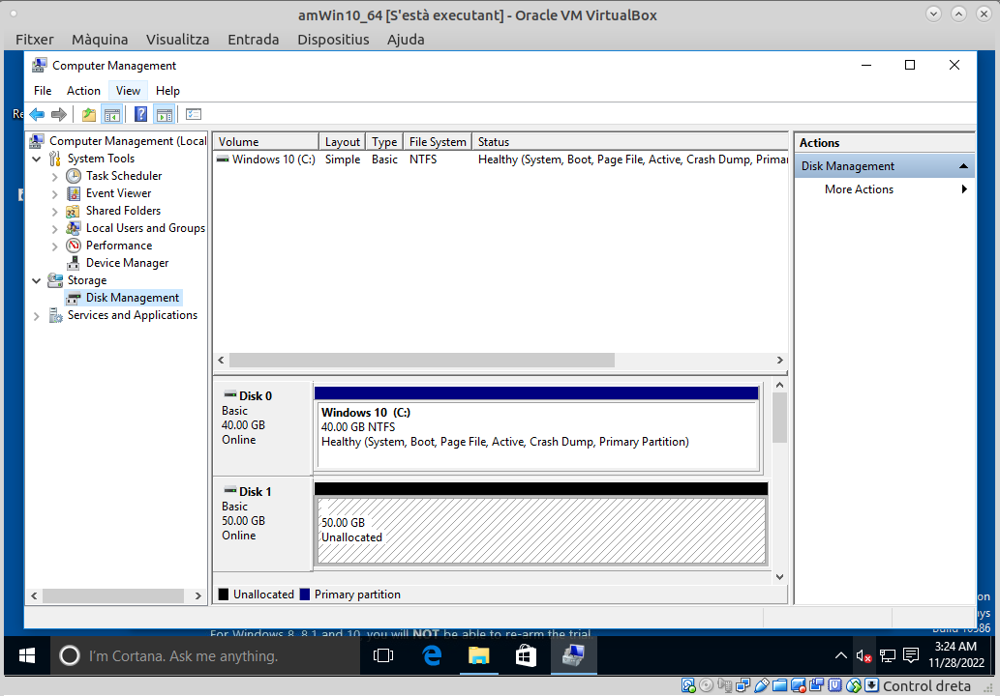 amWin10_64 [S'està executant] - Oracle VM VirtualBox
Fitxer Màquina Visualitza Entrada Dispositius Ajuda
Computer Management
File Action View Help
Re
Computer Management (Local
System Tools
Task Scheduler
Event Viewer
Shared Folders
Local Users and Groups
Performance
Device Manager
Storage
Disk Management
Services and Applications
Volume Layout Type File System Status
Windows 10 (C:) Simple Basic NTFS Healthy (System, Boot, Page File, Active, Crash Dump, Primar
Disk 0
Basic
40.00 GB
Online
Windows 10 (C:)
40.00 GB NTFS
Healthy (System, Boot, Page File, Active, Crash Dump, Primary Partition)
Disk 1
Basic
50.00 GB
Online
50.00 GB
Unallocated
Unallocated Primary partition
Actions
Disk Management
More Actions
on
ays
For Windows 8, 8.1 and 10, you will NOT be able to re-arm the trial.
Build 10586
I'm Cortana. Ask me anything.
3:24 AM
11/28/2022
Control dreta